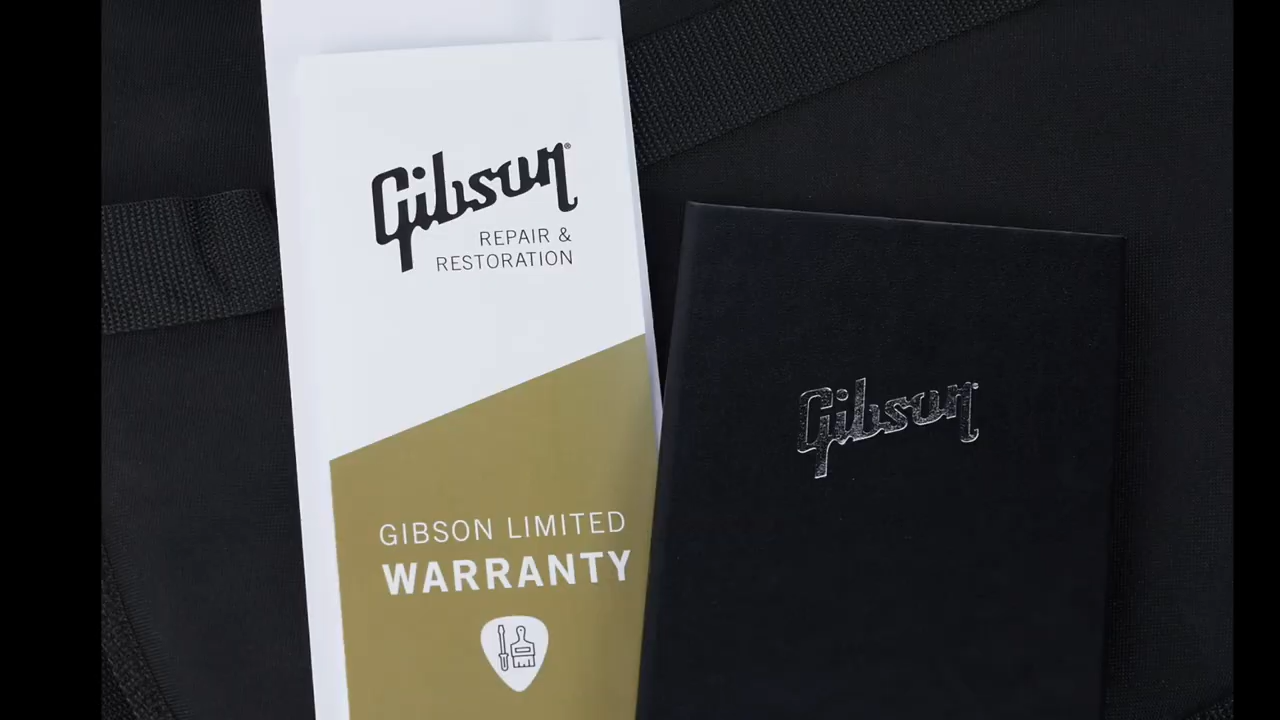 Gibson®
REPAIR &
RESTORATION
GIBSON LIMITED
WARRANTY
Gibson